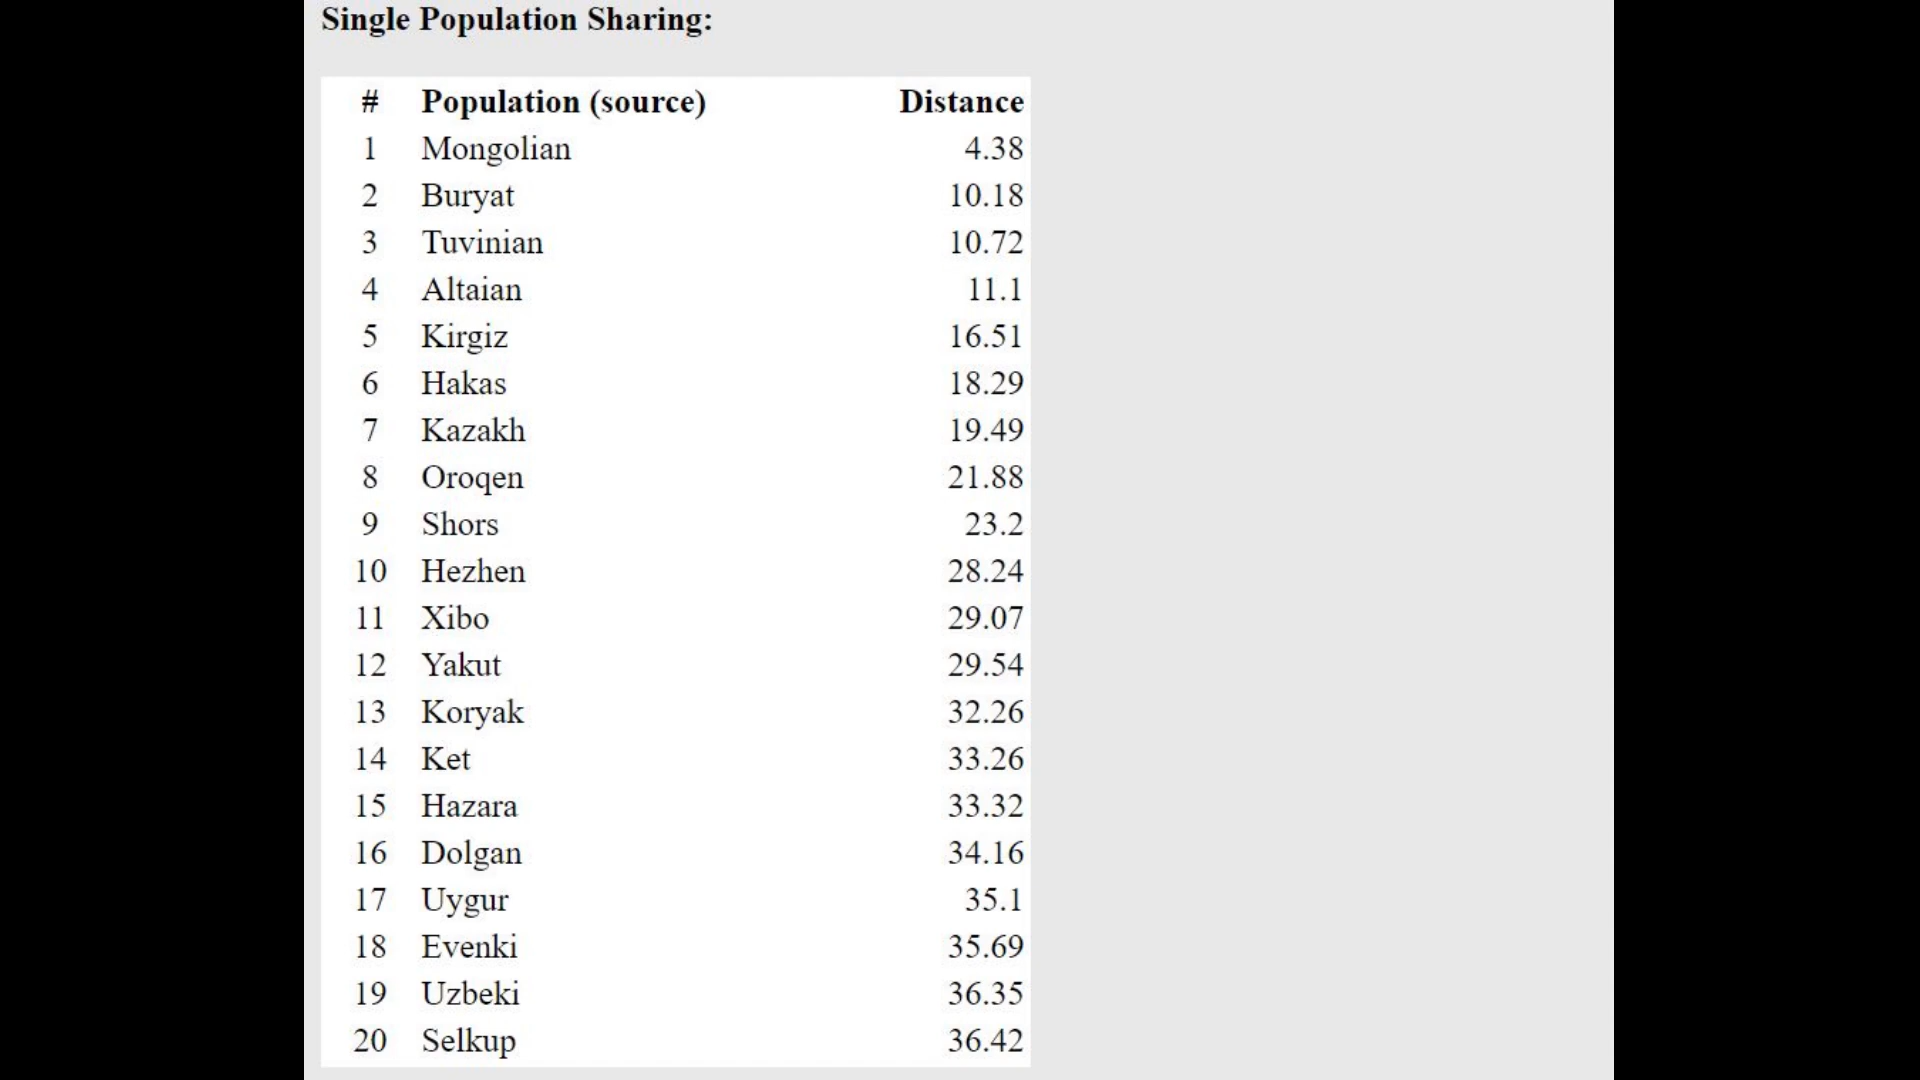 Single Population Sharing:
# Population (source) Distance
1 Mongolian 4.38
2 Buryat 10.18
3 Tuvinian 10.72
4 Altaian 11.1
5 Kirgiz 16.51
6 Hakas 18.29
7 Kazakh 19.49
8 Oroqen 21.88
9 Shors 23.2
10 Hezhen 28.24
11 Xibo 29.07
12 Yakut 29.54
13 Koryak 32.26
14 Ket 33.26
15 Hazara 33.32
16 Dolgan 34.16
17 Uygur 35.1
18 Evenki 35.69
19 Uzbeki 36.35
20 Selkup 36.42